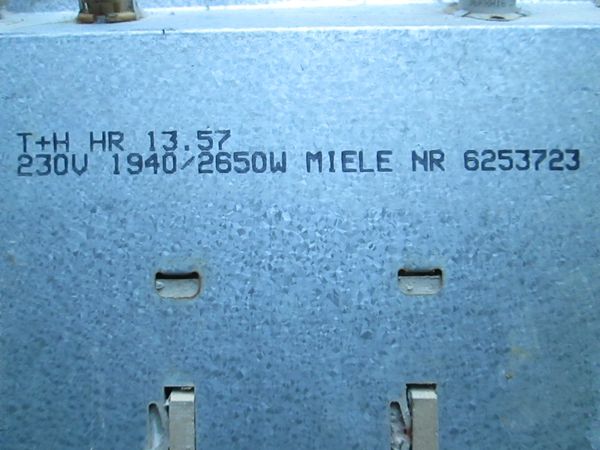 T+H HR 13.57
230V 1940/2650W MIELE NR 6253723